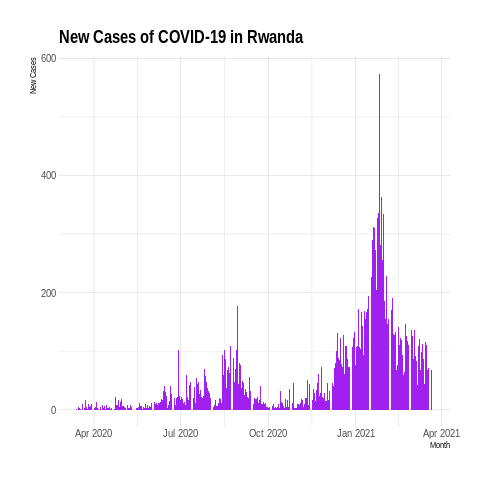 New Cases of COVID-19 in Rwanda
New Cases
600
400
200
0
Apr 2020
Jul 2020
Oct 2020
Jan 2021
Apr 2021
Month